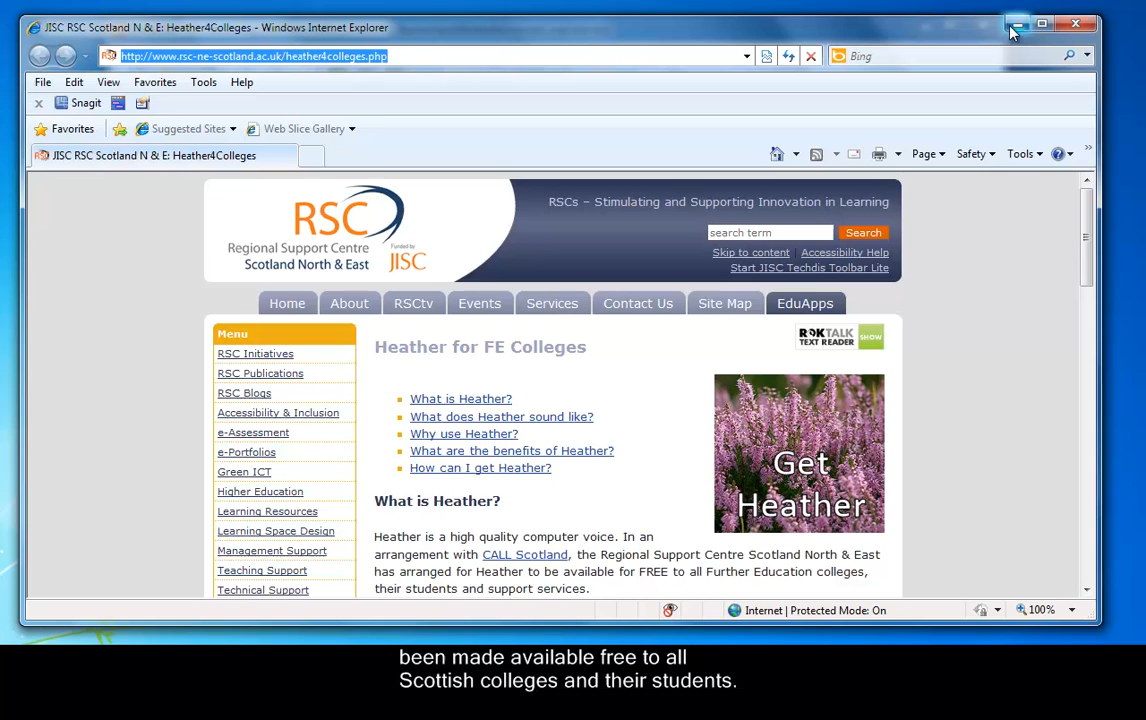 JISC RSC Scotland N & E: Heather4Colleges - Windows Internet Explorer
http://www.rsc-ne-scotland.ac.uk/heather4colleges.php
Bing
File Edit View Favorites Tools Help
Snagit
Favorites Suggested Sites Web Slice Gallery
JISC RSC Scotland N & E: Heather4Colleges
Page Safety Tools
RSC
Regional Support Centre
Scotland North & East
Funded by
JISC
RSCs – Stimulating and Supporting Innovation in Learning
search term Search
Skip to content Accessibility Help
Start JISC Techdis Toolbar Lite
Home About RSCtv Events Services Contact Us Site Map EduApps
Menu
RSC Initiatives
RSC Publications
RSC Blogs
Accessibility & Inclusion
e-Assessment
e-Portfolios
Green ICT
Higher Education
Learning Resources
Learning Space Design
Management Support
Teaching Support
Technical Support
ROKTALK
TEXT READER
SHOW
Heather for FE Colleges
What is Heather?
What does Heather sound like?
Why use Heather?
What are the benefits of Heather?
How can I get Heather?
Get
Heather
What is Heather?
Heather is a high quality computer voice. In an
arrangement with CALL Scotland, the Regional Support Centre Scotland North & East
has arranged for Heather to be available for FREE to all Further Education colleges,
their students and support services.
Internet | Protected Mode: On
100%
been made available free to all
Scottish colleges and their students.